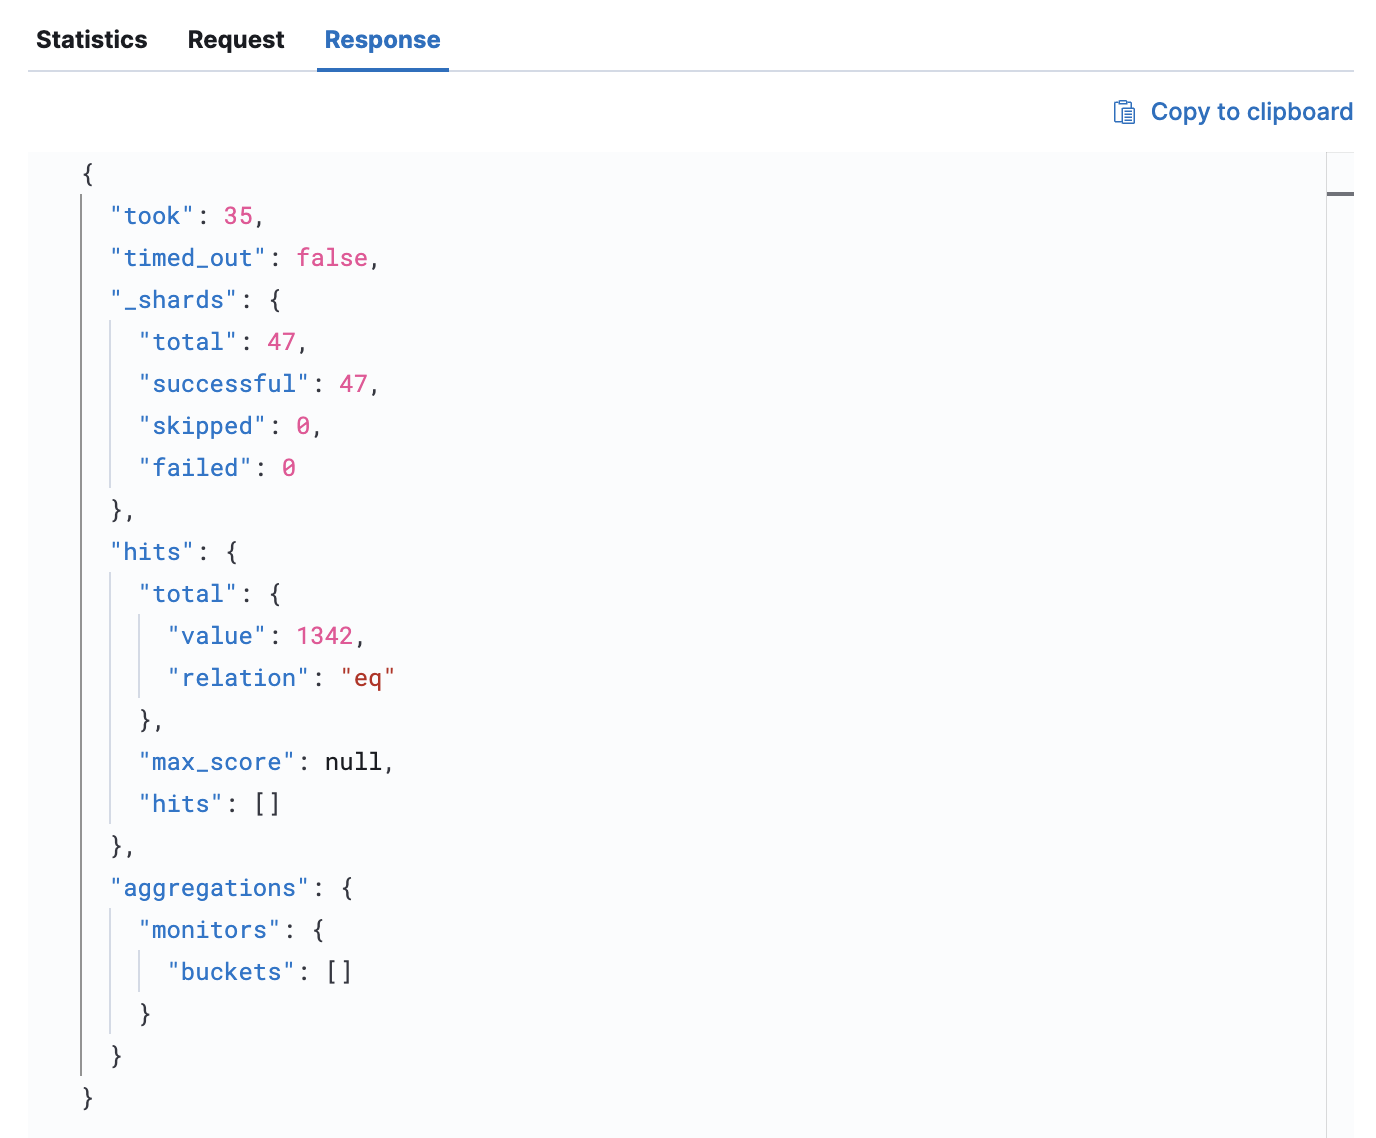 Statistics Request Response
Copy to clipboard
{
  "took": 35,
  "timed_out": false,
  "_shards": {
    "total": 47,
    "successful": 47,
    "skipped": 0,
    "failed": 0
  },
  "hits": {
    "total": {
      "value": 1342,
      "relation": "eq"
    },
    "max_score": null,
    "hits": []
  },
  "aggregations": {
    "monitors": {
      "buckets": []
    }
  }
}